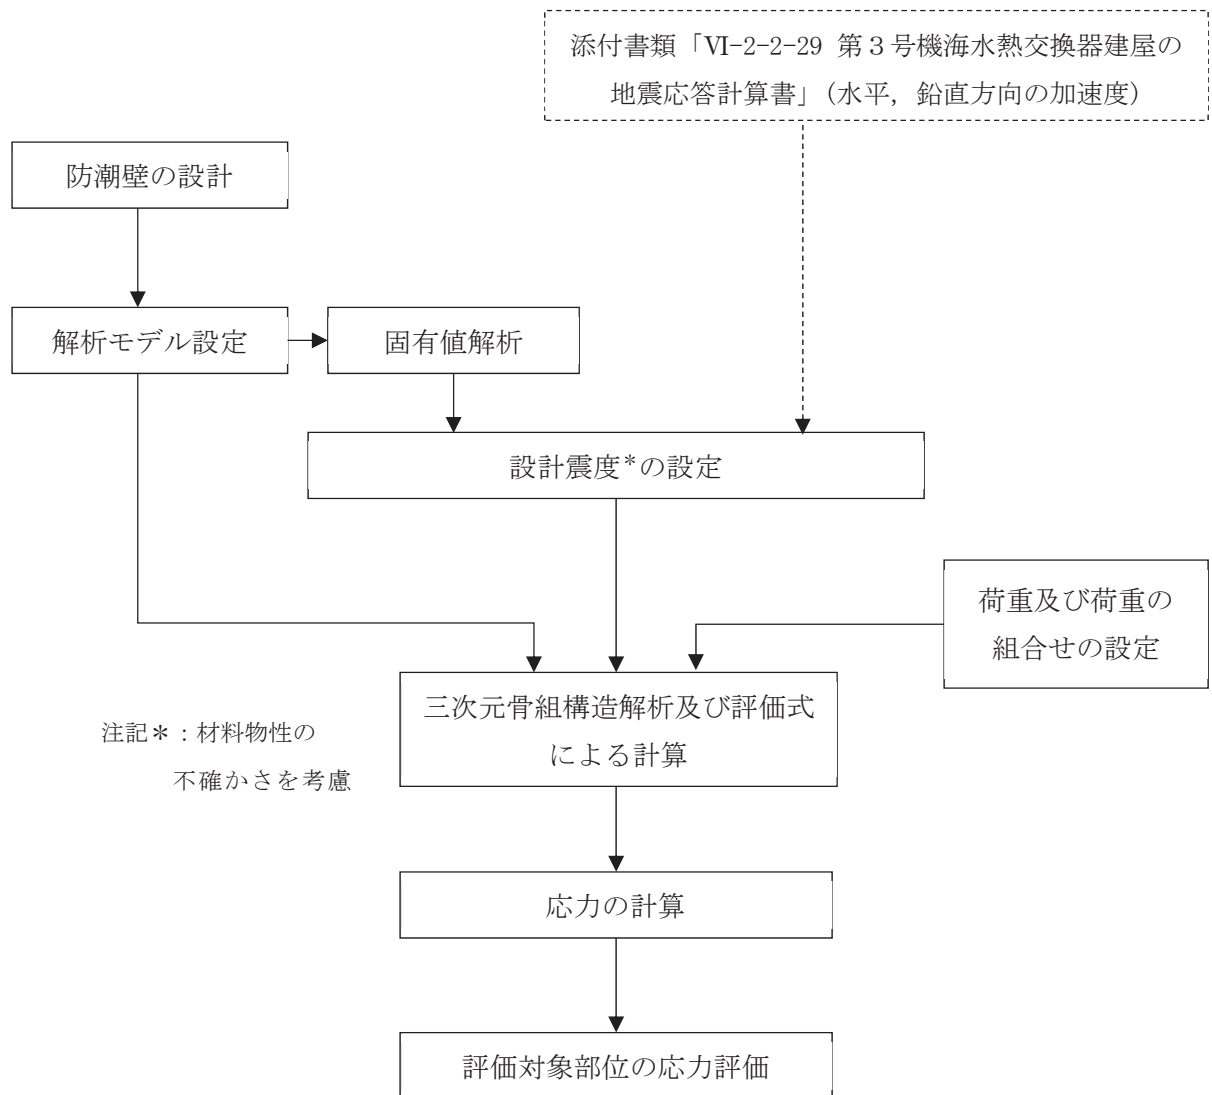 添付書類「Ⅵ-2-2-29 第３号機海水熱交換器建屋の
地震応答計算書」（水平，鉛直方向の加速度）
防潮壁の設計
解析モデル設定
固有値解析
設計震度*の設定
荷重及び荷重の
組合せの設定
三次元骨組構造解析及び評価式
による計算
注記＊：材料物性の
不確かさを考慮
応力の計算
評価対象部位の応力評価